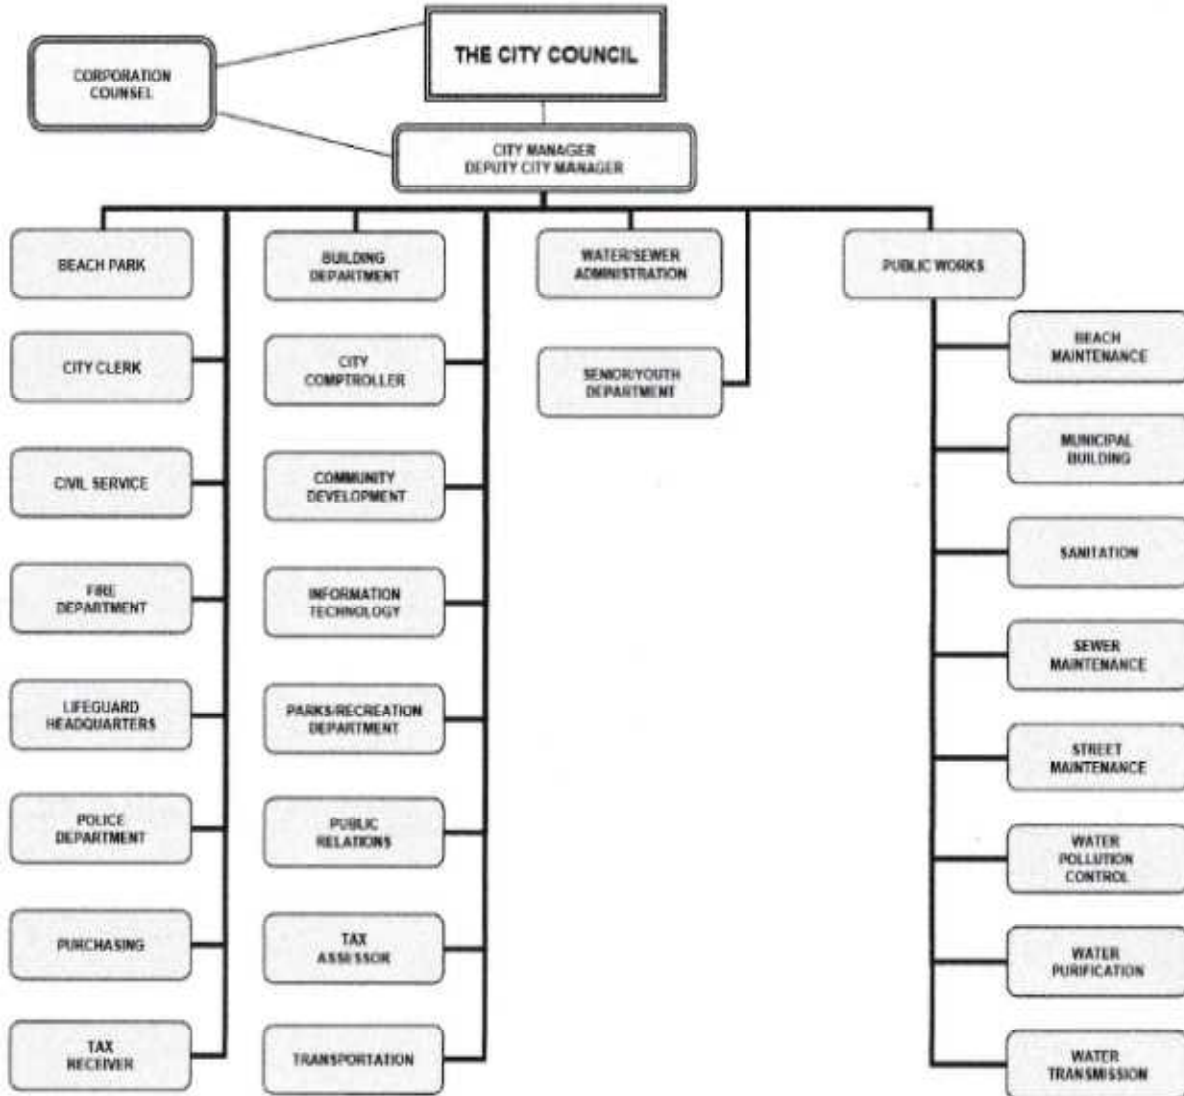 THE CITY COUNCIL
CORPORATION
COUNSEL
CITY MANAGER
DEPUTY CITY MANAGER
BEACH PARK
BUILDING
DEPARTMENT
WATER/SEWER
ADMINISTRATION
PUBLIC WORKS
CITY CLERK
CITY
COMPTROLLER
SENIOR/YOUTH
DEPARTMENT
BEACH
MAINTENANCE
CIVIL SERVICE
COMMUNITY
DEVELOPMENT
MUNICIPAL
BUILDING
FIRE
DEPARTMENT
INFORMATION
TECHNOLOGY
SANITATION
LIFEGUARD
HEADQUARTERS
PARKS/RECREATION
DEPARTMENT
SEWER
MAINTENANCE
POLICE
DEPARTMENT
PUBLIC
RELATIONS
STREET
MAINTENANCE
PURCHASING
TAX
ASSESSOR
WATER
POLLUTION
CONTROL
TAX
RECEIVER
TRANSPORTATION
WATER
PURIFICATION
WATER
TRANSMISSION